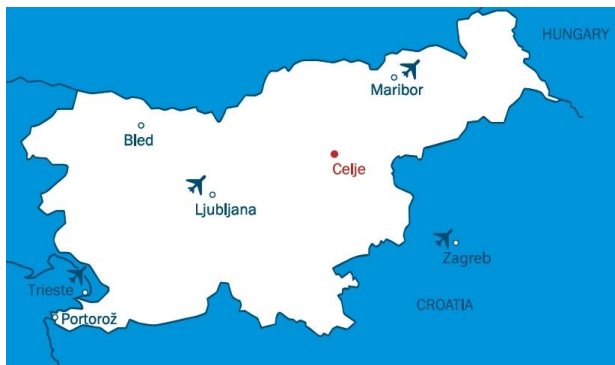 HUNGARY
Maribor
Bled
Celje
Ljubljana
Zagreb
Trieste
CROATIA
Portorož